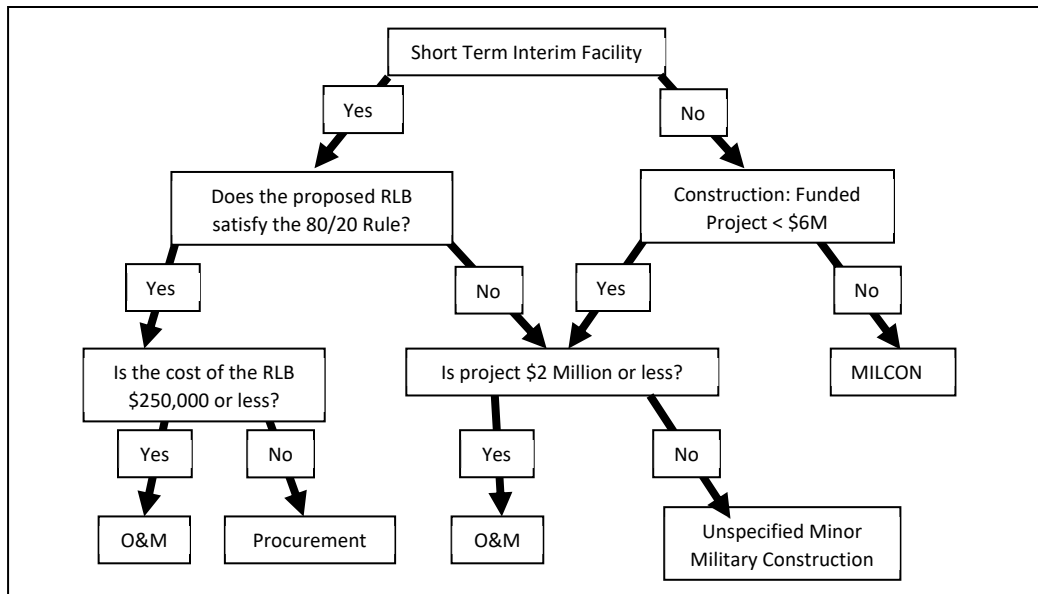 Short Term Interim Facility
Yes
No
Does the proposed RLB
satisfy the 80/20 Rule?
Construction: Funded
Project < $6M
Yes
No
Yes
No
Is the cost of the RLB
$250,000 or less?
Is project $2 Million or less?
MILCON
Yes
No
Yes
No
O&M
Procurement
O&M
Unspecified Minor
Military Construction